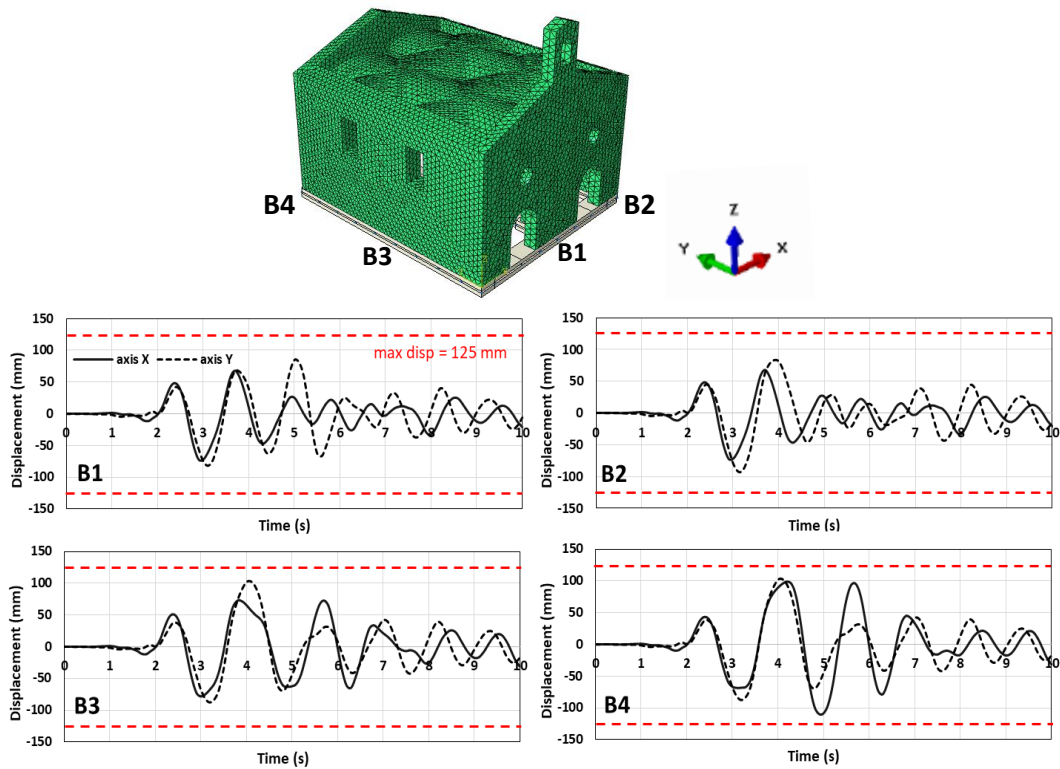 B4
B3
B1
B2
Z
Y
X
150
100
50
0
-50
-100
-150
Displacement (mm)
axis X
axis Y
max disp = 125 mm
0 1 2 3 4 5 6 7 8 9 10
B1
Time (s)
150
100
50
0
-50
-100
-150
Displacement (mm)
0 1 2 3 4 5 6 7 8 9 10
B2
Time (s)
150
100
50
0
-50
-100
-150
Displacement (mm)
0 1 2 3 4 5 6 7 8 9 10
B3
Time (s)
150
100
50
0
-50
-100
-150
Displacement (mm)
0 1 2 3 4 5 6 7 8 9 10
B4
Time (s)